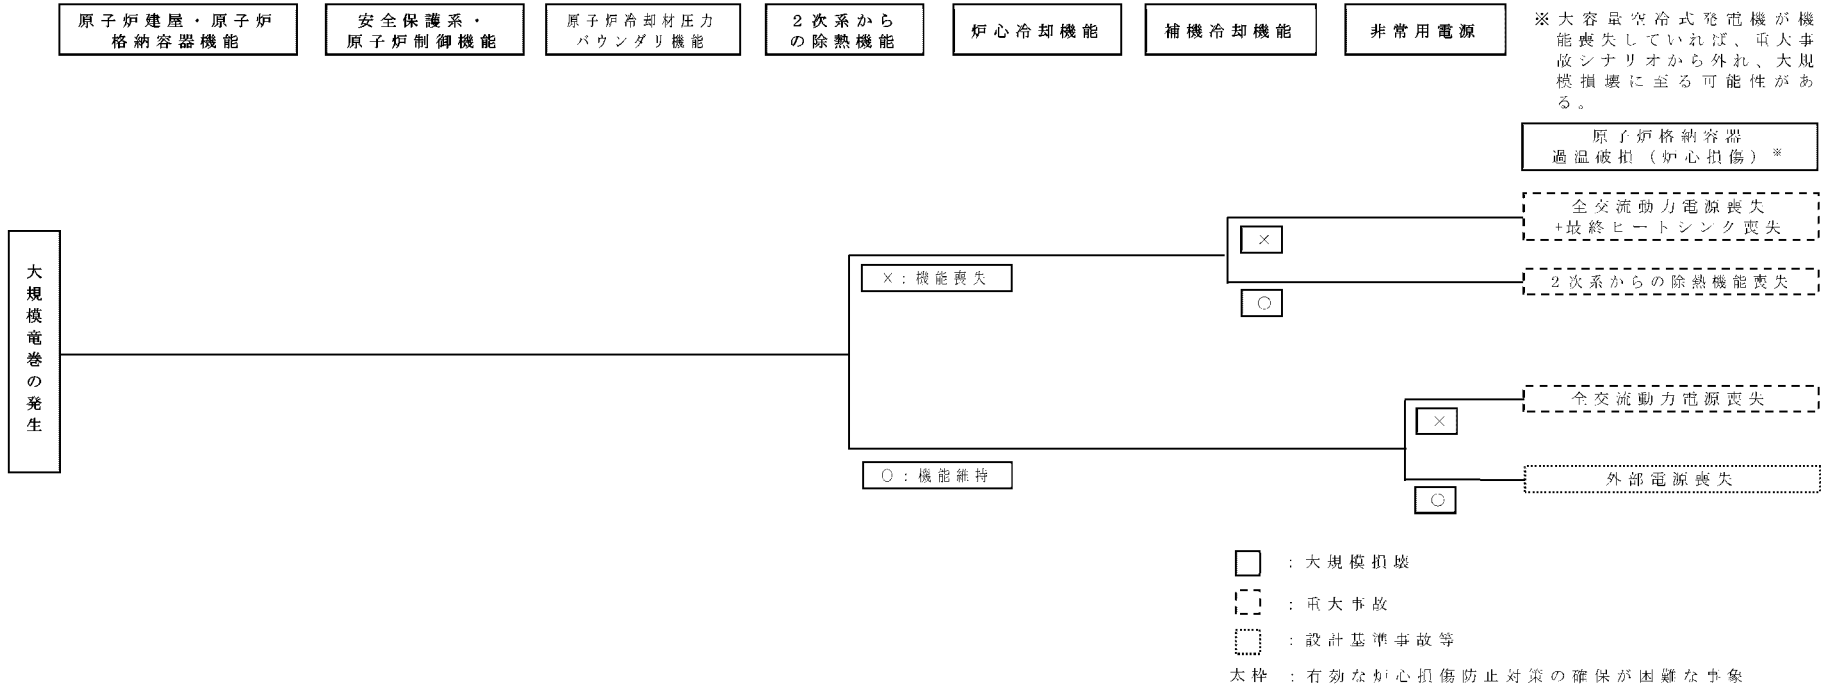 原子炉建屋・原子炉
格納容器機能
安全保護系・
原子炉制御機能
原子炉冷却材圧力
バウンダリ機能
2次系から
の除熱機能
炉心冷却機能
補機冷却機能
非常用電源
※大容量空冷式発電機が機
能喪失していれば、重大事
故シナリオから外れ、大規
模損壊に至る可能性があ
る。
原子炉格納容器
過温破損(炉心損傷)※
全交流動力電源喪失
+最終ヒートシンク喪失
×
大規模竜巻の発生
×:機能喪失
2次系からの除熱機能喪失
○
全交流動力電源喪失
×
○:機能維持
外部電源喪失
○
:大規模損壊
:重大事故
:設計基準事故等
太枠 :有効な炉心損傷防止対策の確保が困難な事象